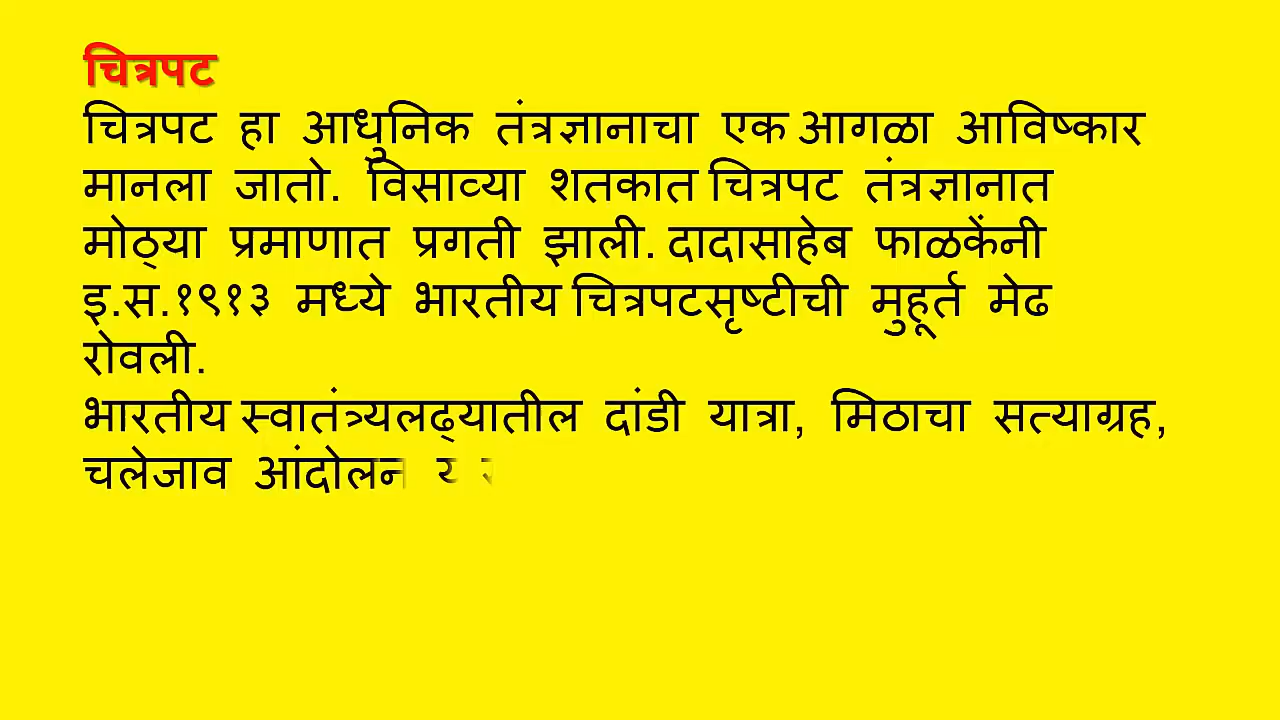 चित्रपट
चित्रपट हा आधुनिक तंत्रज्ञानाचा एक आगळा आविष्कार
मानला जातो. विसाव्या शतकात चित्रपट तंत्रज्ञानात
मोठ्या प्रमाणात प्रगती झाली. दादासाहेब फाळकेंनी
इ.स.१९१३ मध्ये भारतीय चित्रपटसृष्टीची मुहूर्त मेढ
रोवली.
भारतीय स्वातंत्र्यलढ्यातील दांडी यात्रा, मिठाचा सत्याग्रह,
चलेजाव आंदोलन